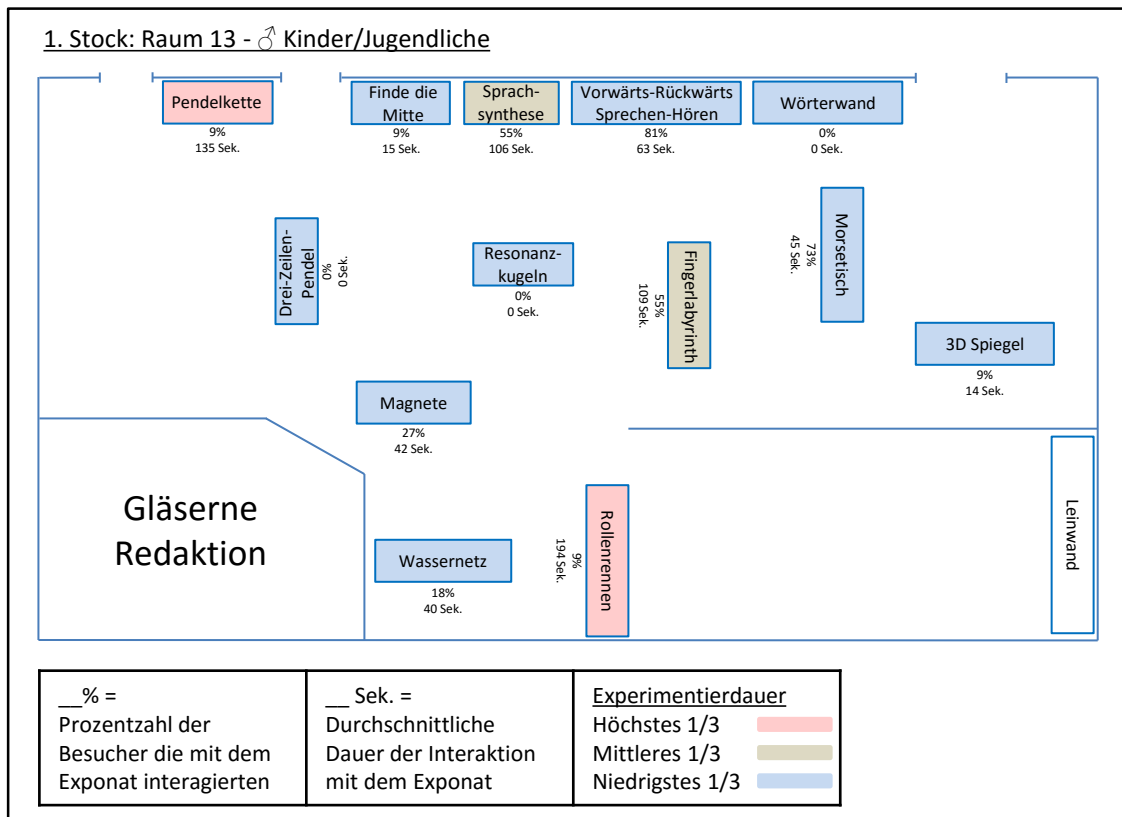 1. Stock: Raum 13 - ♂ Kinder/Jugendliche
Pendelkette
9%
135 Sek.
Finde die
Mitte
9%
15 Sek.
Sprach-
synthese
55%
106 Sek.
Vorwärts-Rückwärts
Sprechen-Hören
81%
63 Sek.
Wörterwand
0%
0 Sek.
Drei-Zeilen-
Pendel
0%
0 Sek.
Resonanz-
kugeln
0%
0 Sek.
Fingerlabyrinth
55%
109 Sek.
Morsetisch
73%
45 Sek.
3D Spiegel
9%
14 Sek.
Magnete
27%
42 Sek.
Gläserne
Redaktion
Wassernetz
18%
40 Sek.
Rollenrennen
9%
194 Sek.
Leinwand
__% =
Prozentzahl der
Besucher die mit dem
Exponat interagierten
__ Sek. =
Durchschnittliche
Dauer der Interaktion
mit dem Exponat
Experimentierdauer
Höchstes 1/3
Mittleres 1/3
Niedrigstes 1/3